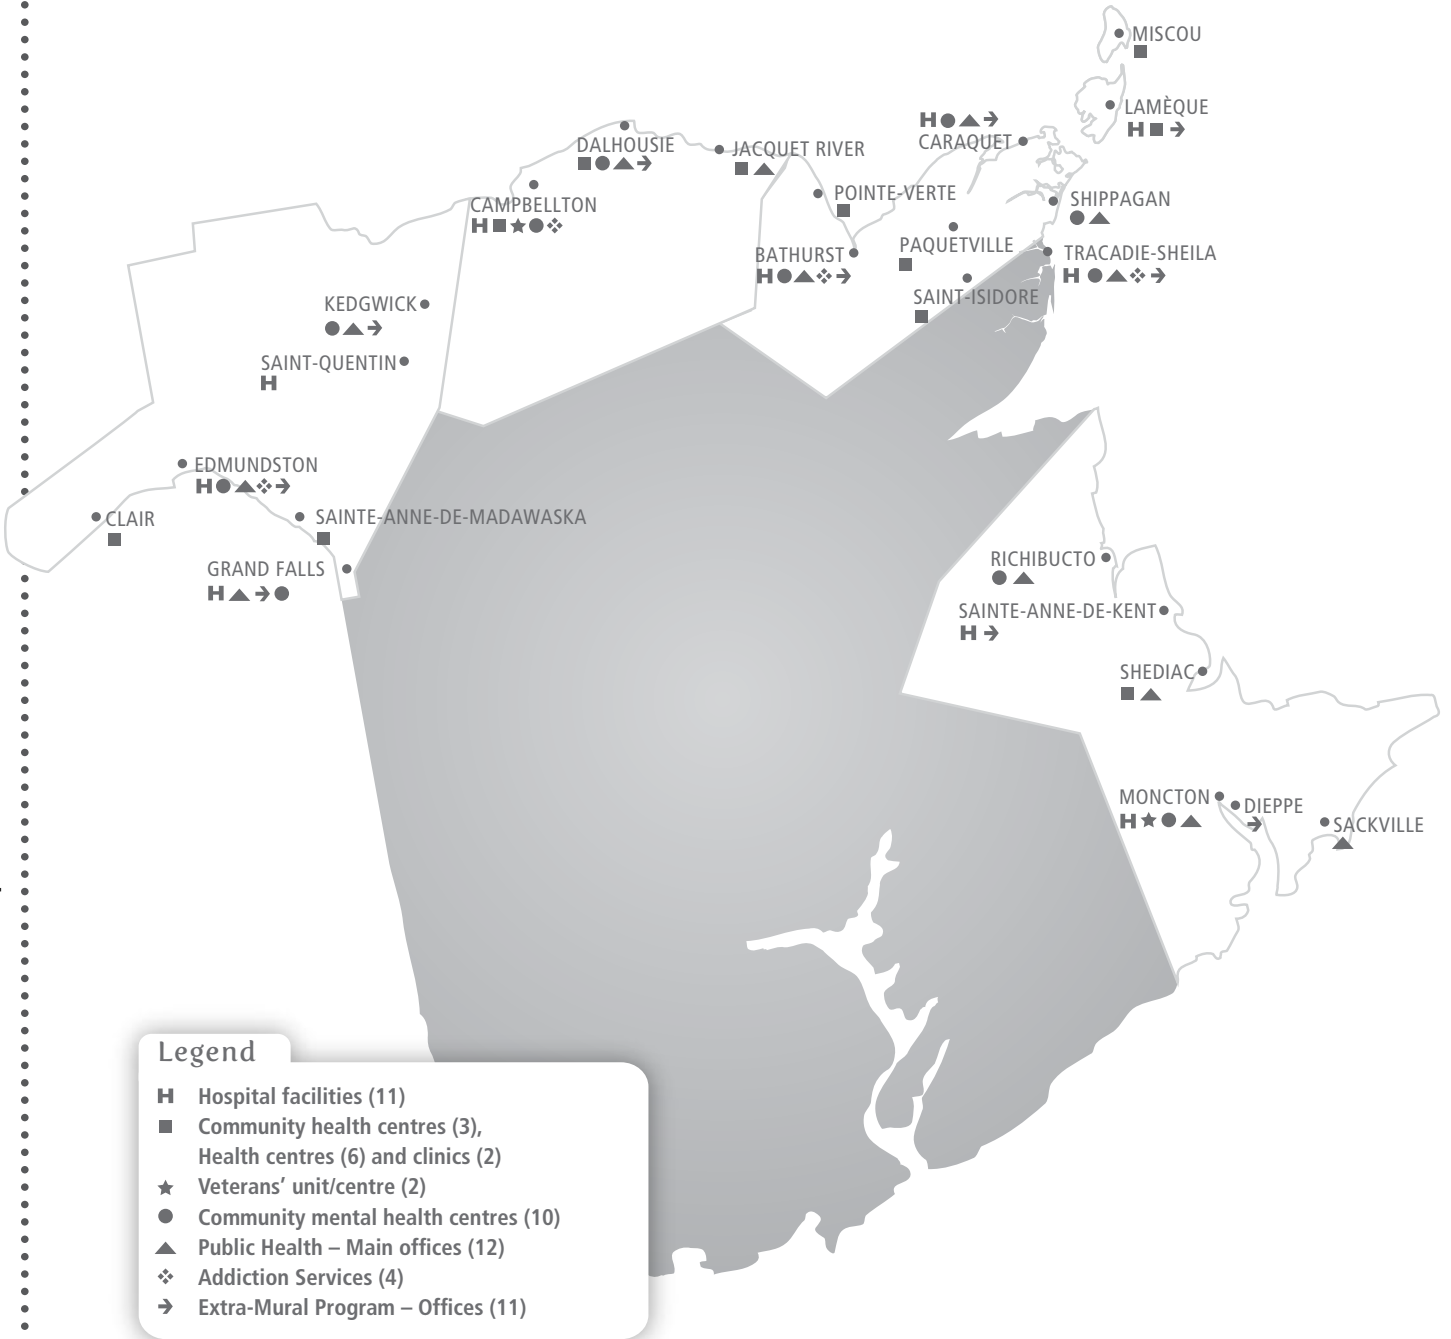 MISCOU
LAMÈQUE
H
H
CARAQUET
DALHOUSIE
JACQUET RIVER
CAMPBELLTON
H
POINTE-VERTE
SHIPPAGAN
PAQUETVILLE
BATHURST
H
TRACADIE-SHEILA
H
SAINT-ISIDORE
KEDGWICK
SAINT-QUENTIN
H
EDMUNDSTON
H
CLAIR
SAINTE-ANNE-DE-MADAWASKA
GRAND FALLS
H
RICHIBUCTO
SAINTE-ANNE-DE-KENT
H
SHEDIAC
MONCTON
H
DIEPPE
SACKVILLE
Legend
H Hospital facilities (11)
Community health centres (3),
Health centres (6) and clinics (2)
Veterans’ unit/centre (2)
Community mental health centres (10)
Public Health – Main offices (12)
Addiction Services (4)
Extra-Mural Program – Offices (11)